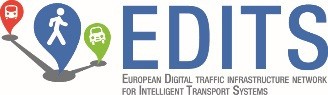 EDITS
European Digital traffic infrastructure network
for Intelligent Transport Systems